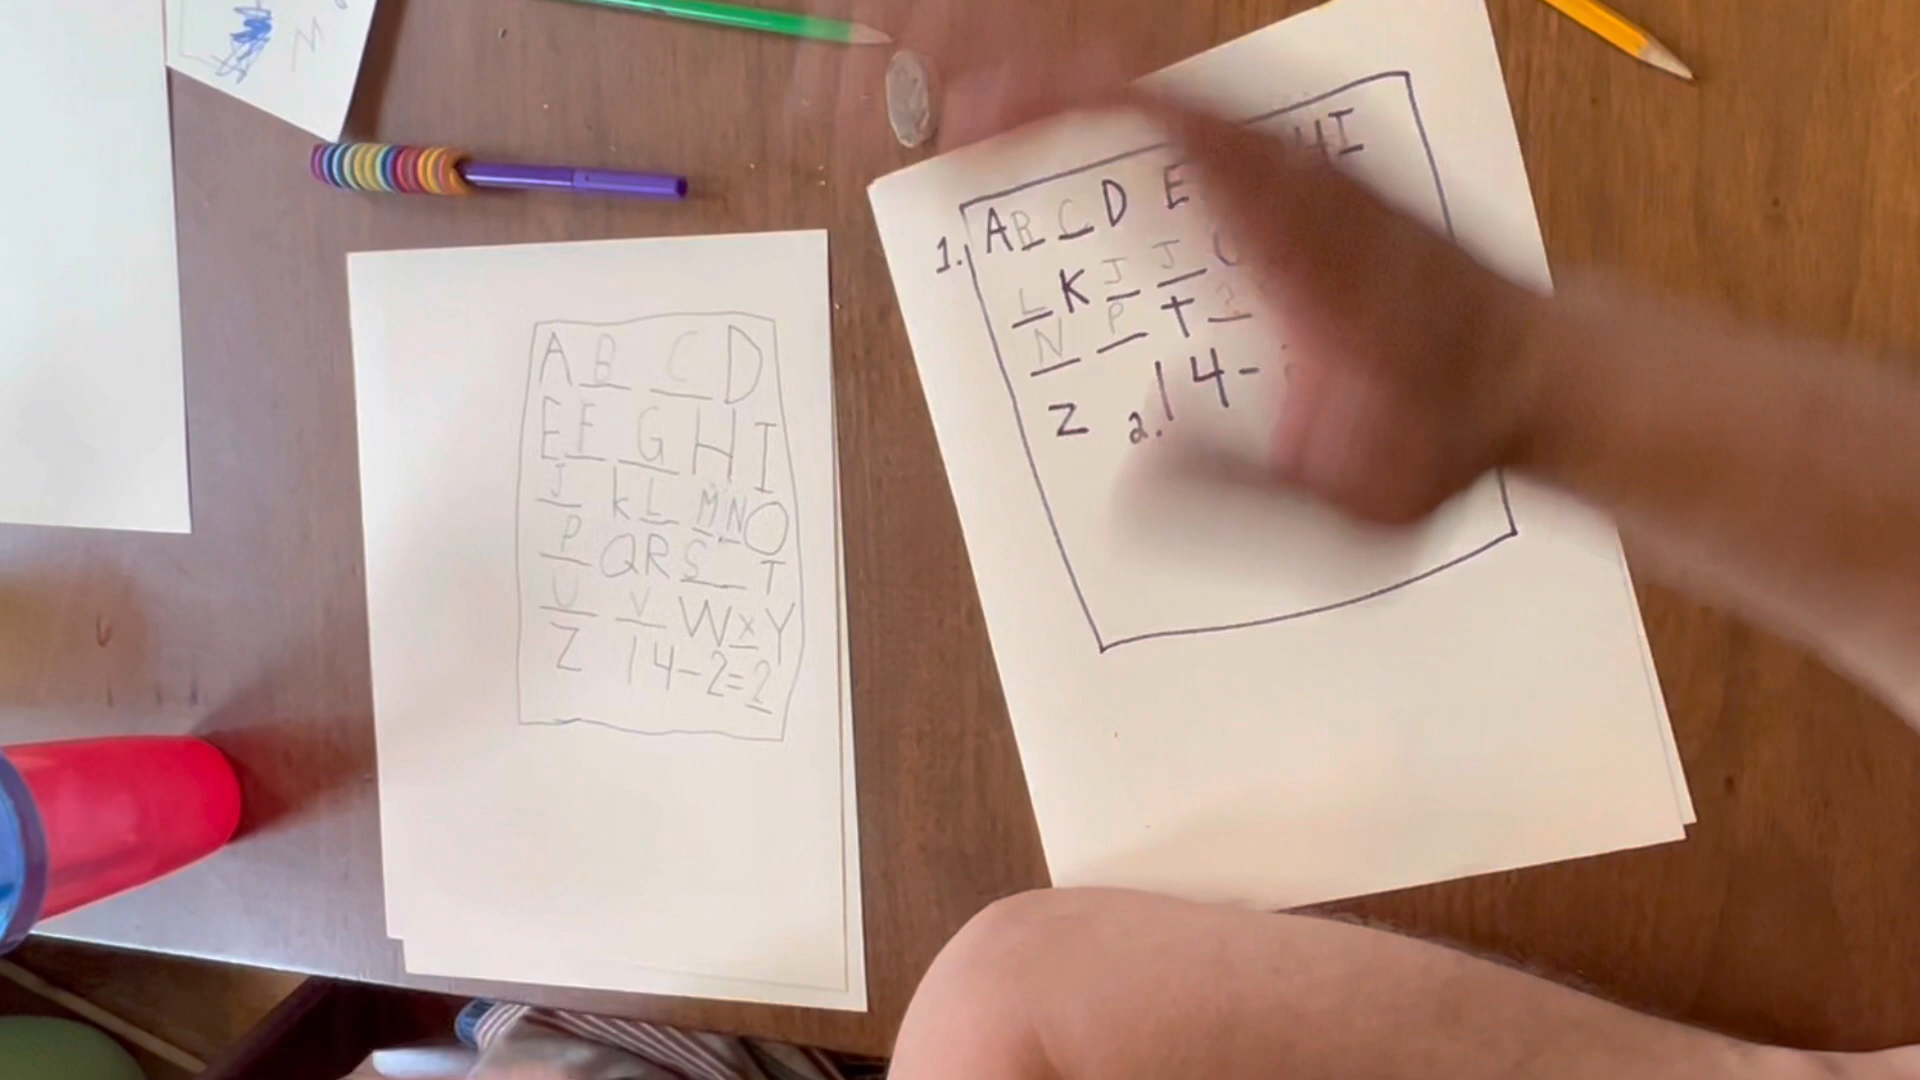 M
A B C D
E F G H I
J K L M N O
P Q R S T
U V W X Y
Z 14-2=2
1. A B C D E H I
L K J J
N P T
Z 2. 14-